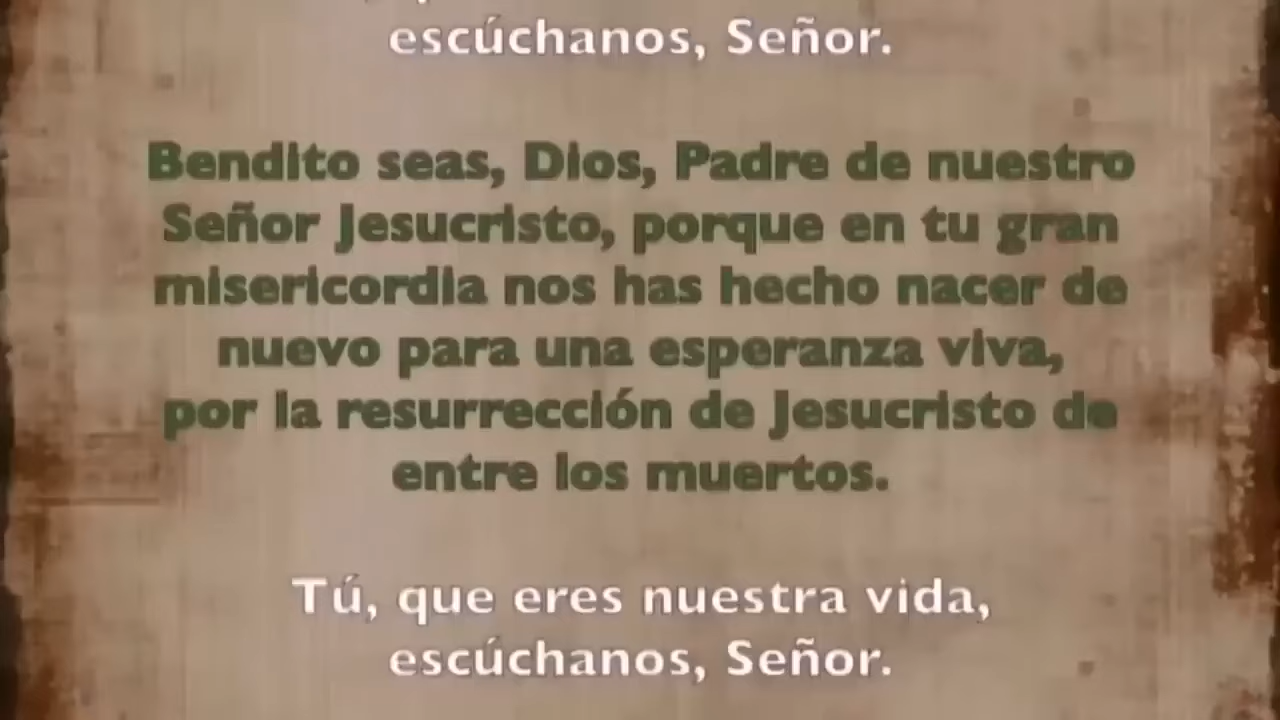 escúchanos, Señor.
Bendito seas, Dios, Padre de nuestro
Señor Jesucristo, porque en tu gran
misericordia nos has hecho nacer de
nuevo para una esperanza viva,
por la resurrección de Jesucristo de
entre los muertos.
Tú, que eres nuestra vida,
escúchanos, Señor.